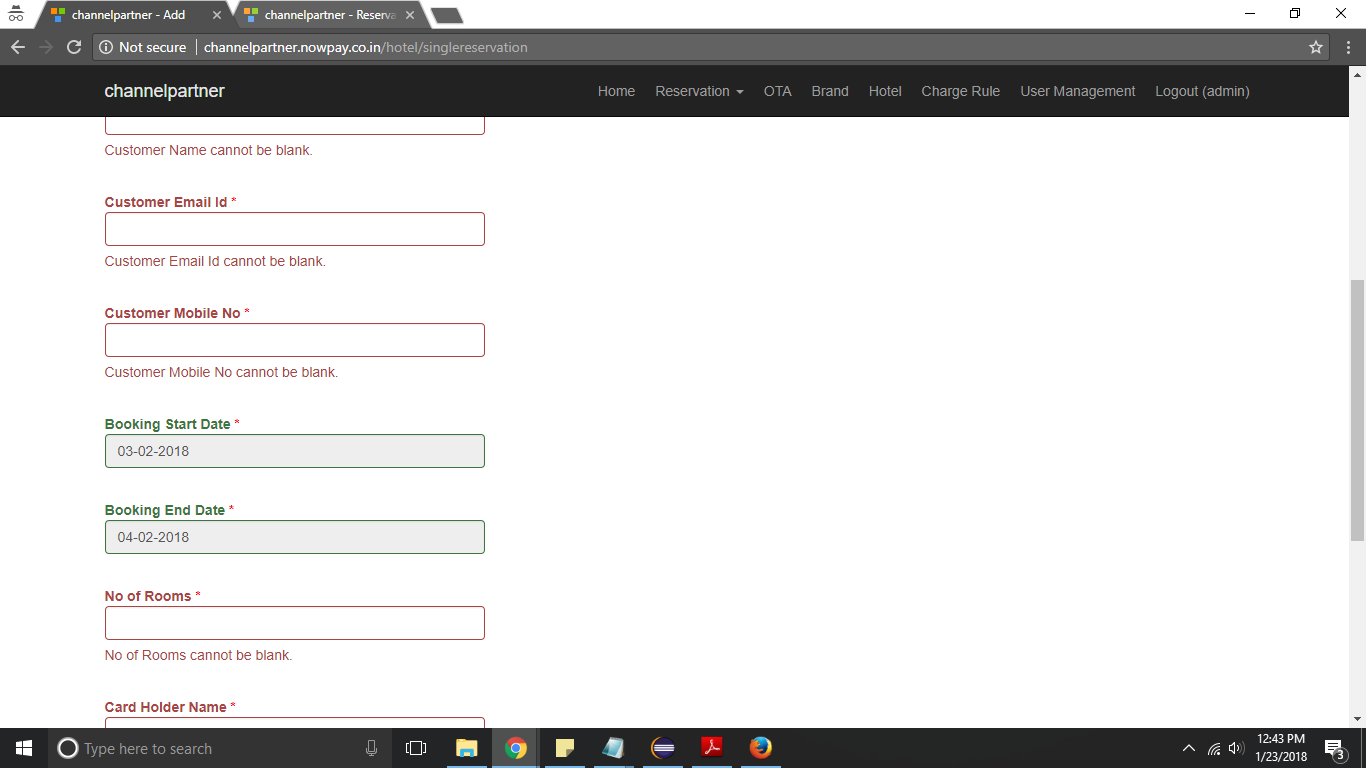 channelpartner - Add
channelpartner - Reserva
Not secure
channelpartner.nowpay.co.in/hotel/singlereservation
channelpartner
Home
Reservation
OTA
Brand
Hotel
Charge Rule
User Management
Logout (admin)
Customer Name cannot be blank.
Customer Email Id *
Customer Email Id cannot be blank.
Customer Mobile No *
Customer Mobile No cannot be blank.
Booking Start Date *
03-02-2018
Booking End Date *
04-02-2018
No of Rooms *
No of Rooms cannot be blank.
Card Holder Name *
Type here to search
12:43 PM
1/23/2018
3